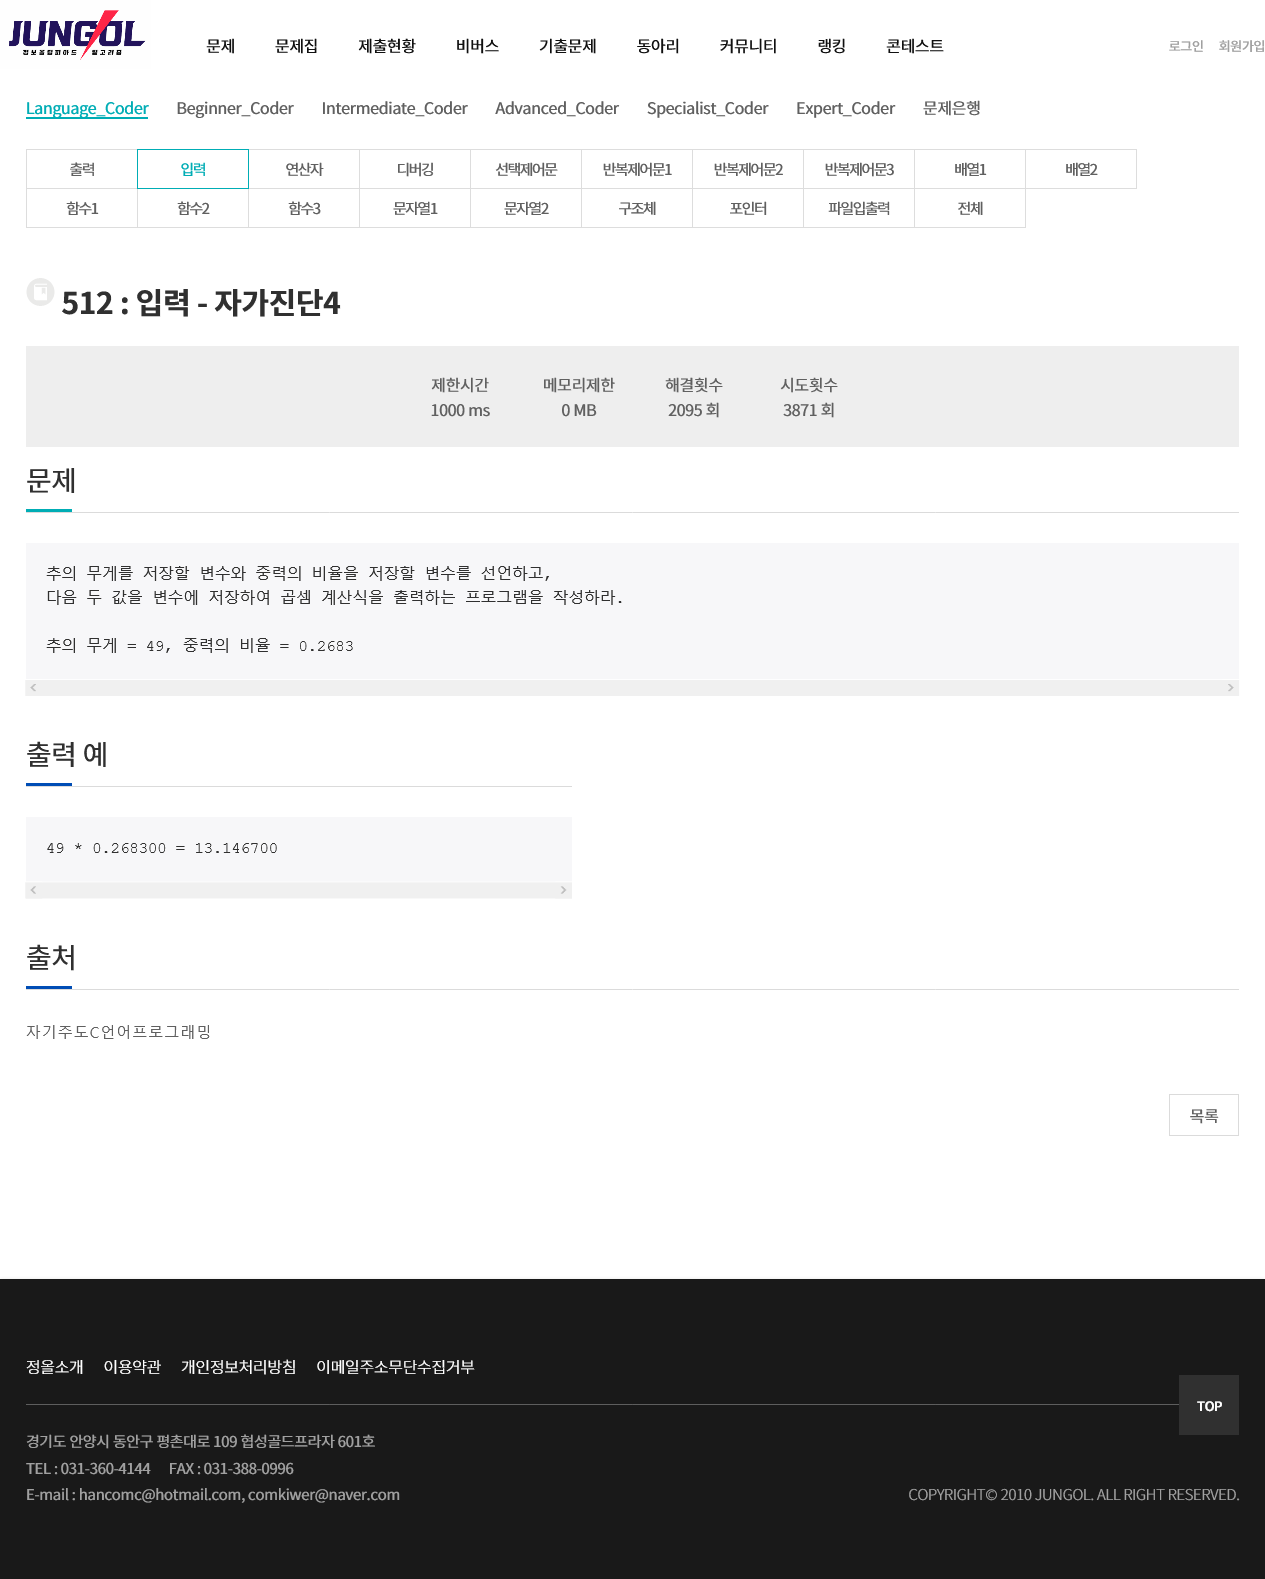 JUNGOL
정보올림피아드 알고리즘
문제 문제집 제출현황 비버스 기출문제 동아리 커뮤니티 랭킹 콘테스트 로그인 회원가입
Language_Coder Beginner_Coder Intermediate_Coder Advanced_Coder Specialist_Coder Expert_Coder 문제은행
출력 입력 연산자 디버깅 선택제어문 반복제어문1 반복제어문2 반복제어문3 배열1 배열2
함수1 함수2 함수3 문자열1 문자열2 구조체 포인터 파일입출력 전체
512 : 입력 - 자가진단4
제한시간 메모리제한 해결횟수 시도횟수
1000 ms 0 MB 2095 회 3871 회
문제
추의 무게를 저장할 변수와 중력의 비율을 저장할 변수를 선언하고,
다음 두 값을 변수에 저장하여 곱셈 계산식을 출력하는 프로그램을 작성하라.
추의 무게 = 49, 중력의 비율 = 0.2683
출력 예
49 * 0.268300 = 13.146700
출처
자기주도C언어프로그래밍
목록
정올소개 이용약관 개인정보처리방침 이메일주소무단수집거부
TOP
경기도 안양시 동안구 평촌대로 109 협성골드프라자 601호
TEL : 031-360-4144 FAX : 031-388-0996
E-mail : hancomc@hotmail.com, comkiwer@naver.com COPYRIGHT© 2010 JUNGOL. ALL RIGHT RESERVED.